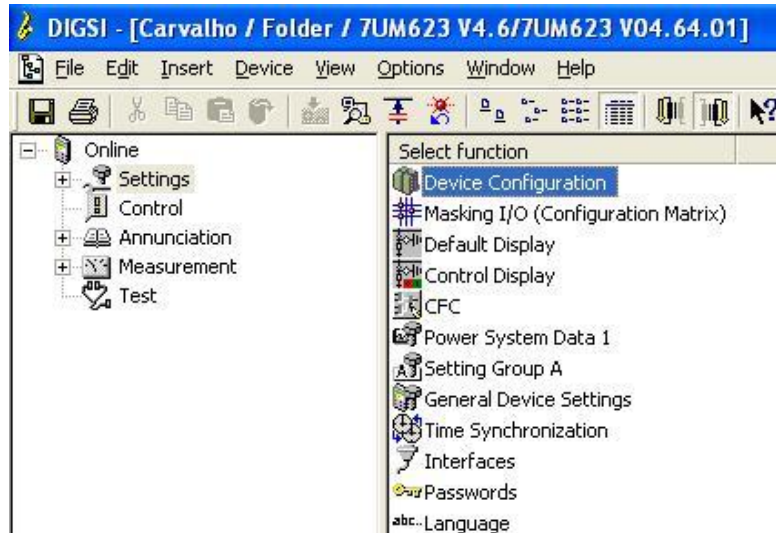 DIGSI - [Carvalho / Folder / 7UM623 V4.6/7UM623 V04.64.01]
File Edit Insert Device View Options Window Help
Online
Settings
Control
Annunciation
Measurement
Test
Select function
Device Configuration
Masking I/O (Configuration Matrix)
Default Display
Control Display
CFC
Power System Data 1
Setting Group A
General Device Settings
Time Synchronization
Interfaces
Passwords
abc..Language